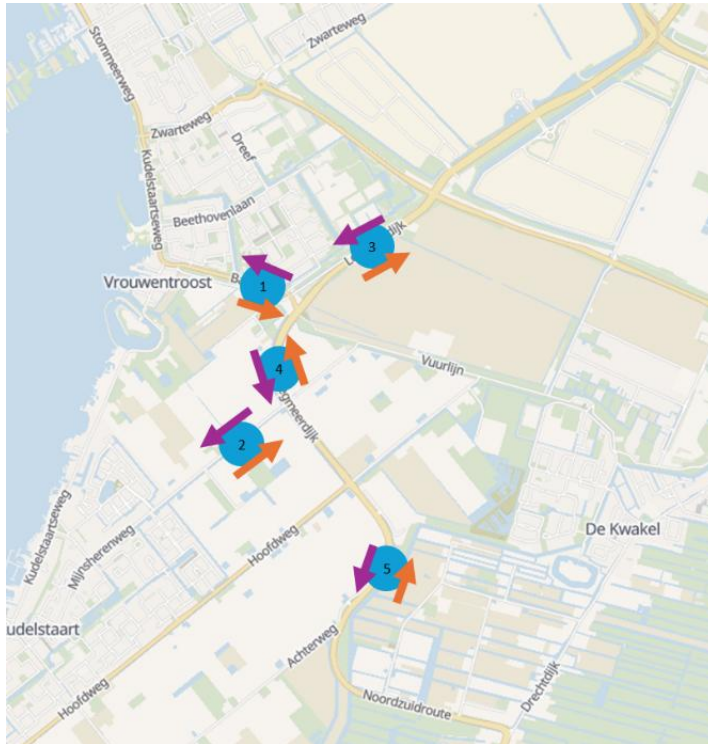 Stommeerweg
Zwarteweg
Zwarteweg
Kudelstaartseweg
Dreef
Beethovenlaan
3
Vrouwentroost
1
Vuurlijn
4
2
Kudelstaartseweg
Mijnsherenweg
Hoofdweg
De Kwakel
5
udelstaart
Achterweg
Hoofdweg
Noordzuidroute
Drechtdijk